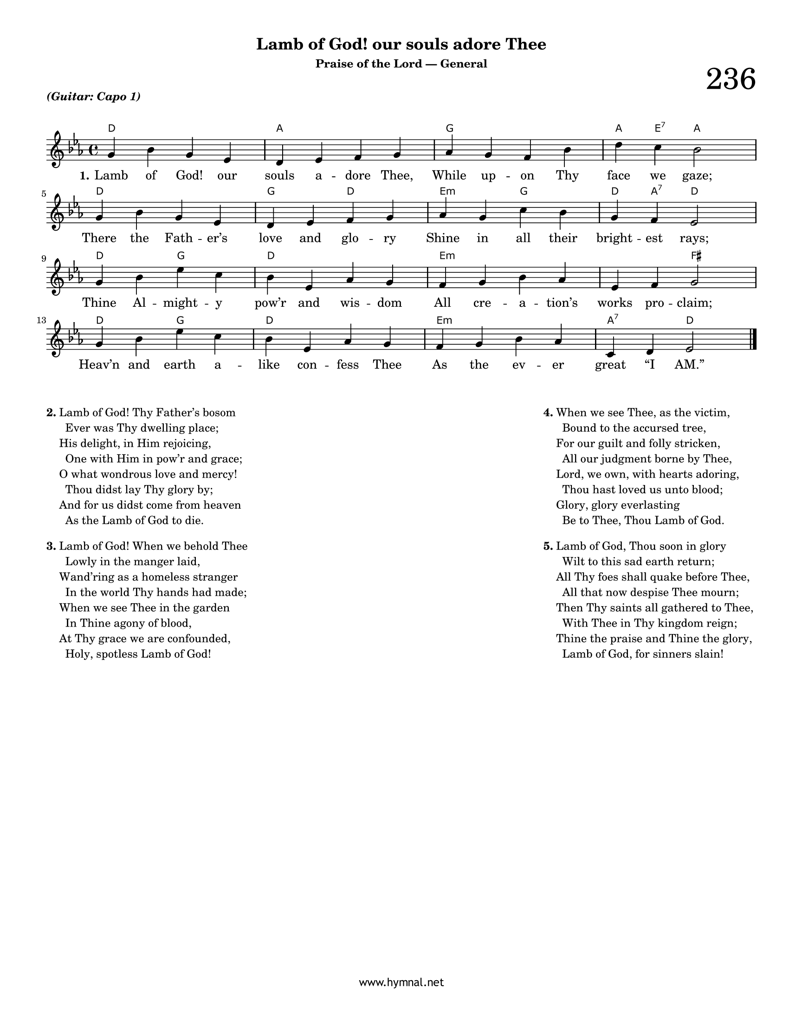 Lamb of God! our souls adore Thee
Praise of the Lord — General
236
(Guitar: Capo 1)
D A G A E7 A
1. Lamb of God! our souls a - dore Thee, While up - on Thy face we gaze;
5
D G D Em G D A7 D
There the Fath - er’s love and glo - ry Shine in all their bright - est rays;
9
D G D Em F♯
Thine Al - might - y pow’r and wis - dom All cre - a - tion’s works pro - claim;
13
D G D Em A7 D
Heav’n and earth a - like con - fess Thee As the ev - er great “I AM.”
2. Lamb of God! Thy Father’s bosom
Ever was Thy dwelling place;
His delight, in Him rejoicing,
One with Him in pow’r and grace;
O what wondrous love and mercy!
Thou didst lay Thy glory by;
And for us didst come from heaven
As the Lamb of God to die.
3. Lamb of God! When we behold Thee
Lowly in the manger laid,
Wand’ring as a homeless stranger
In the world Thy hands had made;
When we see Thee in the garden
In Thine agony of blood,
At Thy grace we are confounded,
Holy, spotless Lamb of God!
4. When we see Thee, as the victim,
Bound to the accursed tree,
For our guilt and folly stricken,
All our judgment borne by Thee,
Lord, we own, with hearts adoring,
Thou hast loved us unto blood;
Glory, glory everlasting
Be to Thee, Thou Lamb of God.
5. Lamb of God, Thou soon in glory
Wilt to this sad earth return;
All Thy foes shall quake before Thee,
All that now despise Thee mourn;
Then Thy saints all gathered to Thee,
With Thee in Thy kingdom reign;
Thine the praise and Thine the glory,
Lamb of God, for sinners slain!
www.hymnal.net